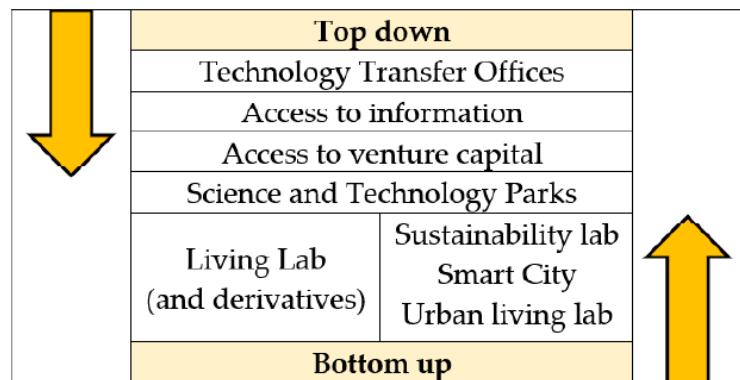 Top down
Technology Transfer Offices
Access to information
Access to venture capital
Science and Technology Parks
Living Lab
(and derivatives)
Sustainability lab
Smart City
Urban living lab
Bottom up